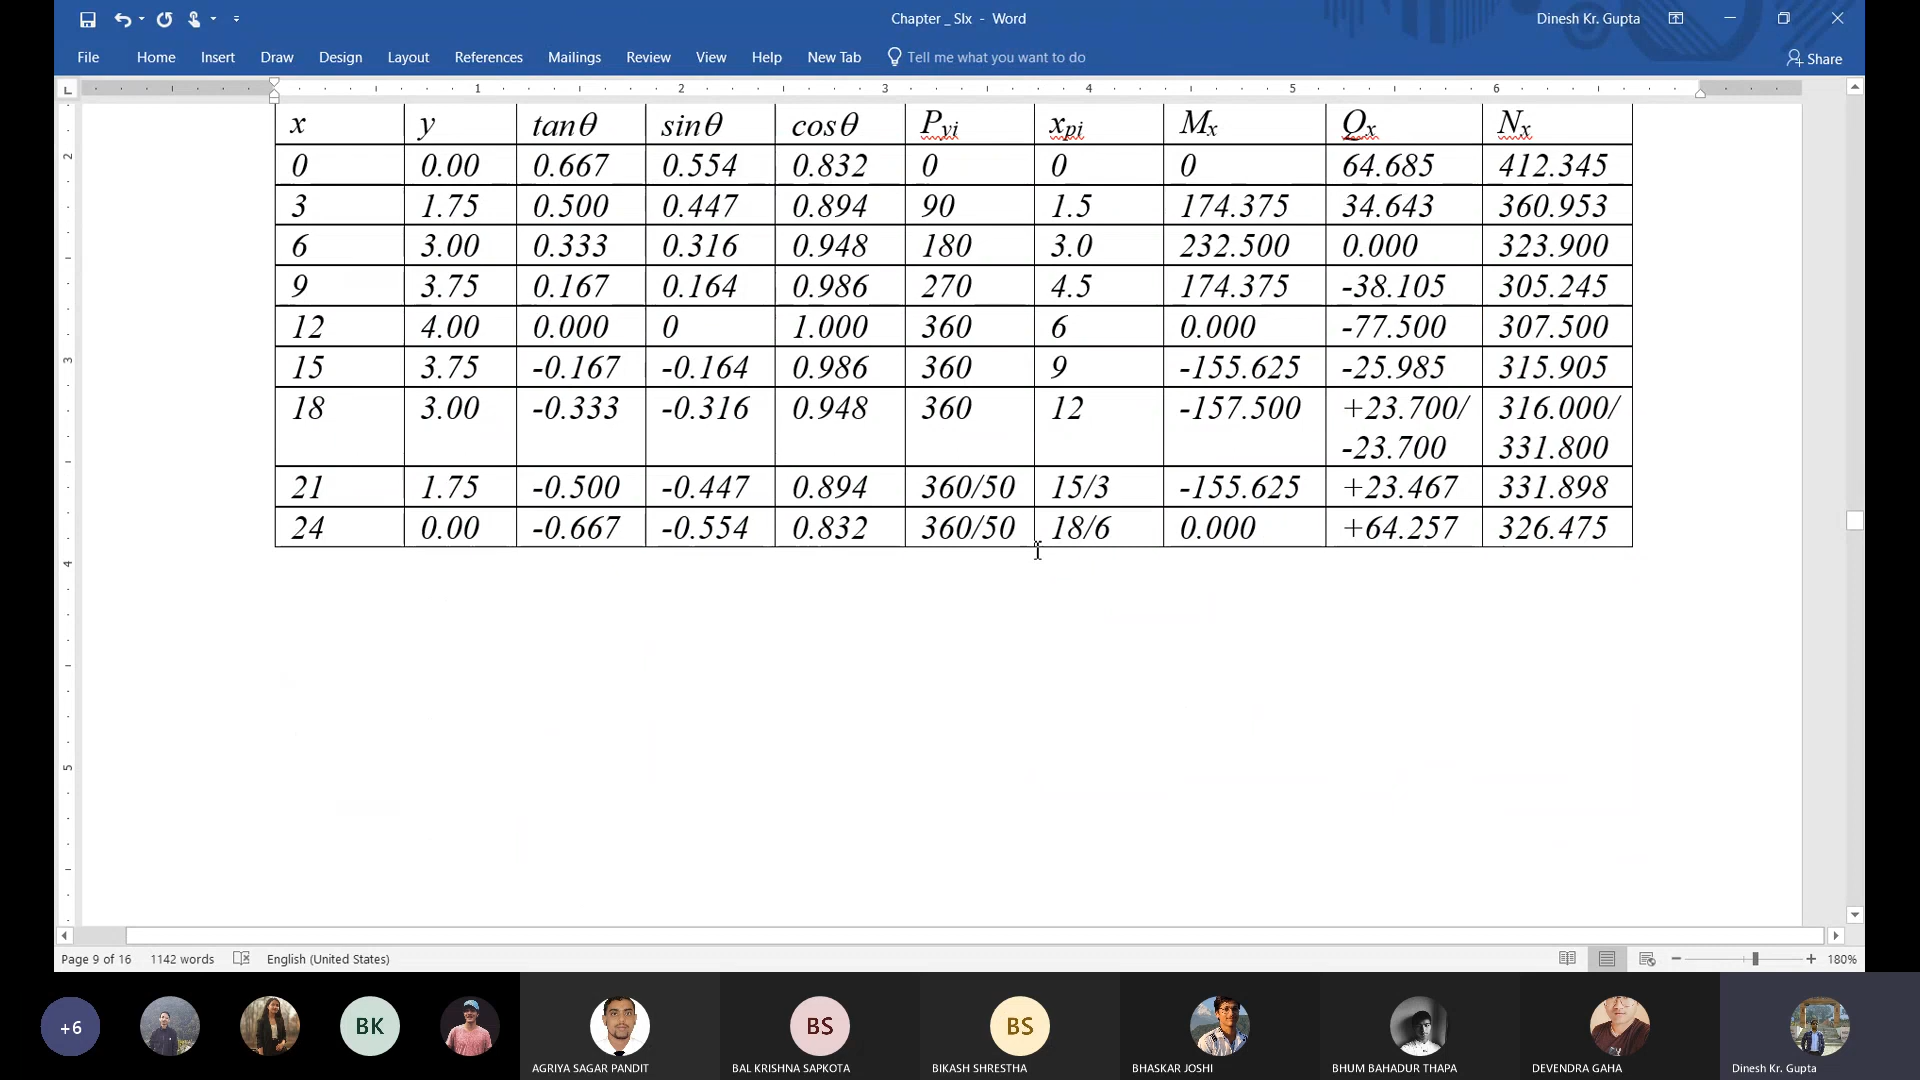 Chapter _ SIx - Word
Dinesh Kr. Gupta
File Home Insert Draw Design Layout References Mailings Review View Help New Tab Tell me what you want to do Share
L 1 2 3 4 5 6
x y tanθ sinθ cosθ Pyi xpi Mx Qx Nx
0 0.00 0.667 0.554 0.832 0 0 0 64.685 412.345
3 1.75 0.500 0.447 0.894 90 1.5 174.375 34.643 360.953
6 3.00 0.333 0.316 0.948 180 3.0 232.500 0.000 323.900
9 3.75 0.167 0.164 0.986 270 4.5 174.375 -38.105 305.245
12 4.00 0.000 0 1.000 360 6 0.000 -77.500 307.500
15 3.75 -0.167 -0.164 0.986 360 9 -155.625 -25.985 315.905
18 3.00 -0.333 -0.316 0.948 360 12 -157.500 +23.700/ 316.000/
-23.700 331.800
21 1.75 -0.500 -0.447 0.894 360/50 15/3 -155.625 +23.467 331.898
24 0.00 -0.667 -0.554 0.832 360/50 18/6 0.000 +64.257 326.475
2
3
4
5
Page 9 of 16 1142 words English (United States) 180%
+6 BK BS BS
AGRIYA SAGAR PANDIT BAL KRISHNA SAPKOTA BIKASH SHRESTHA BHASKAR JOSHI BHUM BAHADUR THAPA DEVENDRA GAHA Dinesh Kr. Gupta